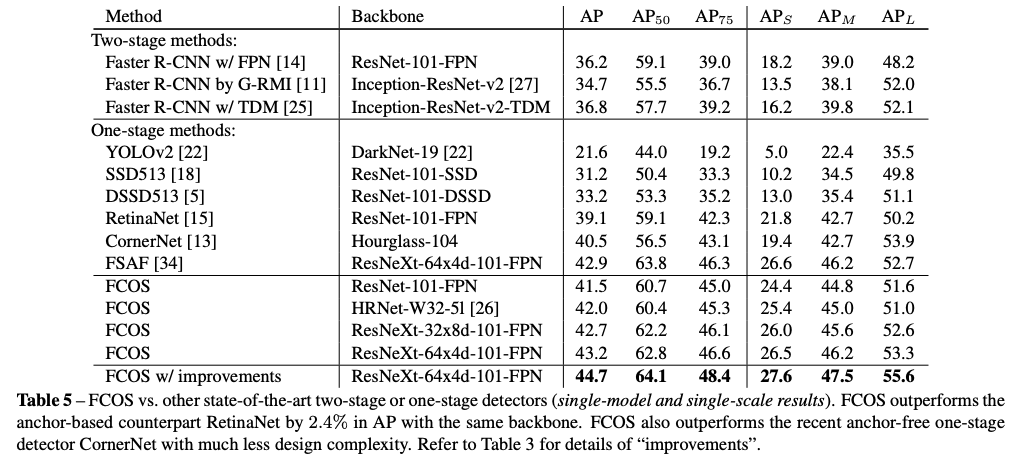 Method Backbone AP AP50 AP75 APS APM APL
Two-stage methods:
Faster R-CNN w/ FPN [14] ResNet-101-FPN 36.2 59.1 39.0 18.2 39.0 48.2
Faster R-CNN by G-RMI [11] Inception-ResNet-v2 [27] 34.7 55.5 36.7 13.5 38.1 52.0
Faster R-CNN w/ TDM [25] Inception-ResNet-v2-TDM 36.8 57.7 39.2 16.2 39.8 52.1
One-stage methods:
YOLOv2 [22] DarkNet-19 [22] 21.6 44.0 19.2 5.0 22.4 35.5
SSD513 [18] ResNet-101-SSD 31.2 50.4 33.3 10.2 34.5 49.8
DSSD513 [5] ResNet-101-DSSD 33.2 53.3 35.2 13.0 35.4 51.1
RetinaNet [15] ResNet-101-FPN 39.1 59.1 42.3 21.8 42.7 50.2
CornerNet [13] Hourglass-104 40.5 56.5 43.1 19.4 42.7 53.9
FSAF [34] ResNeXt-64x4d-101-FPN 42.9 63.8 46.3 26.6 46.2 52.7
FCOS ResNet-101-FPN 41.5 60.7 45.0 24.4 44.8 51.6
FCOS HRNet-W32-5l [26] 42.0 60.4 45.3 25.4 45.0 51.0
FCOS ResNeXt-32x8d-101-FPN 42.7 62.2 46.1 26.0 45.6 52.6
FCOS ResNeXt-64x4d-101-FPN 43.2 62.8 46.6 26.5 46.2 53.3
FCOS w/ improvements ResNeXt-64x4d-101-FPN 44.7 64.1 48.4 27.6 47.5 55.6
Table 5 – FCOS vs. other state-of-the-art two-stage or one-stage detectors (single-model and single-scale results). FCOS outperforms the
anchor-based counterpart RetinaNet by 2.4% in AP with the same backbone. FCOS also outperforms the recent anchor-free one-stage
detector CornerNet with much less design complexity. Refer to Table 3 for details of “improvements”.